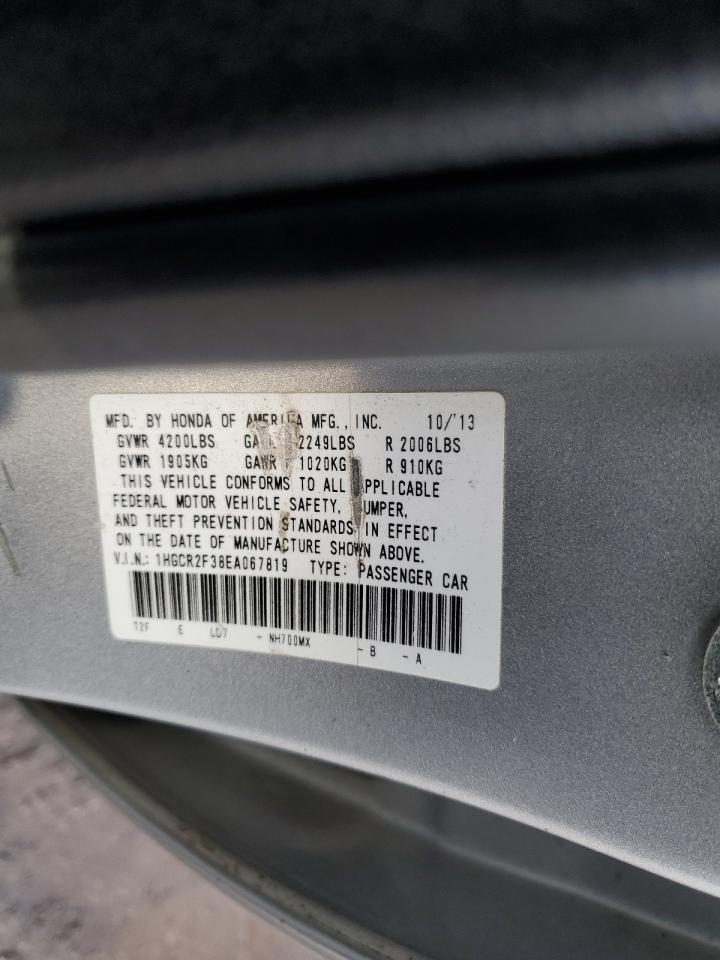 MFD. BY HONDA OF AMERICA MFG., INC. 10/'13
GVWR 4200LBS 2249LBS R 2006LBS
GVWR 1905KG GAWR 1020KG R 910KG
THIS VEHICLE CONFORMS TO ALL APPLICABLE
FEDERAL MOTOR VEHICLE SAFETY, BUMPER,
AND THEFT PREVENTION STANDARDS IN EFFECT
ON THE DATE OF MANUFACTURE SHOWN ABOVE.
V.I.N.: 1HGCR2F38EA067819 TYPE: PASSENGER CAR
T2F E LD7 - NH700MX - B - A